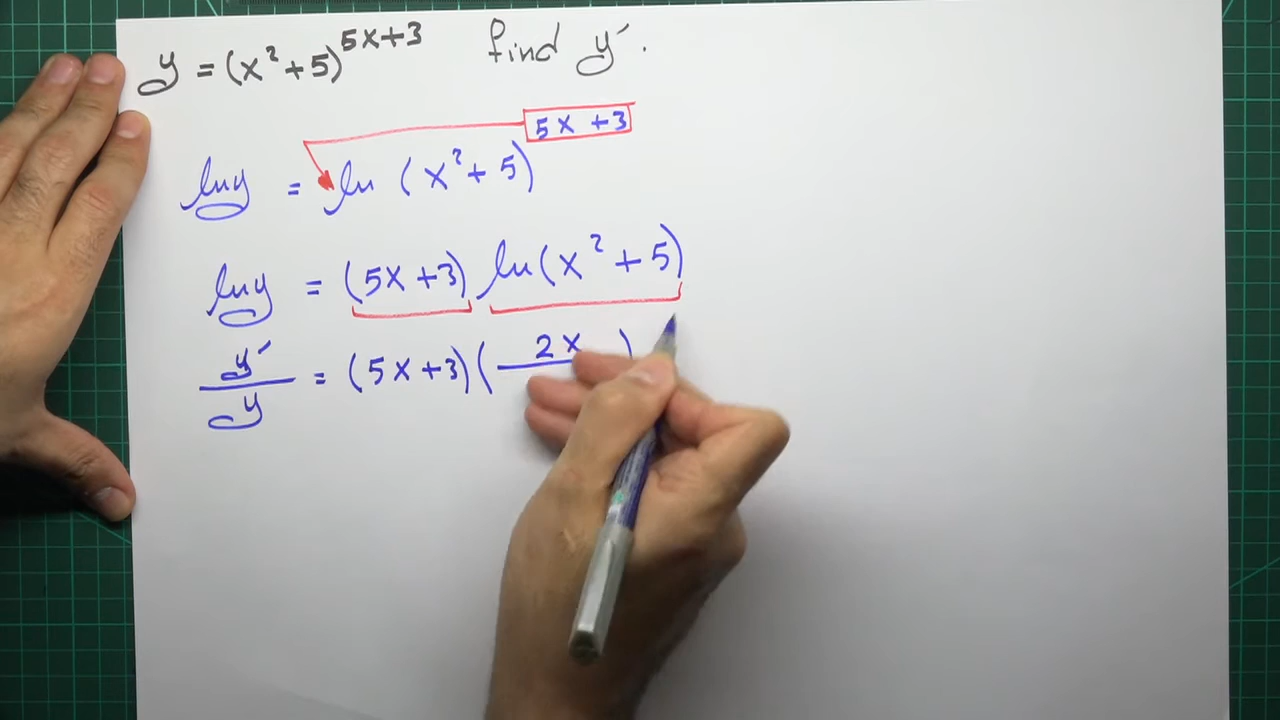 y = (x² + 5)^(5x+3) find y′.
5x + 3
ln y = ln (x² + 5)
ln y = (5x + 3) ln(x² + 5)
y′/y = (5x + 3)(2x)